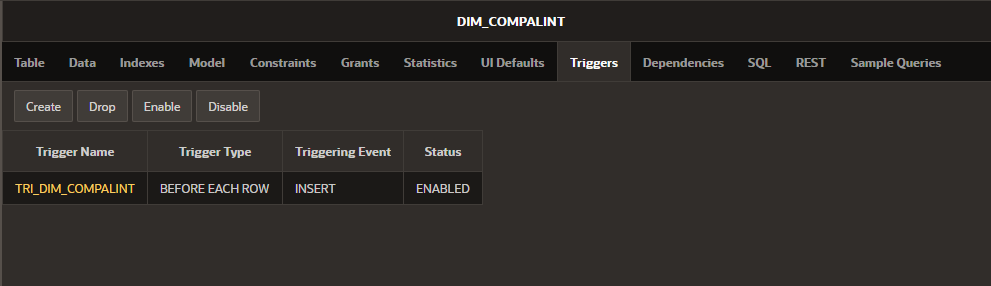 DIM_COMPALINT
Table Data Indexes Model Constraints Grants Statistics UI Defaults Triggers Dependencies SQL REST Sample Queries
Create Drop Enable Disable
Trigger Name Trigger Type Triggering Event Status
TRI_DIM_COMPALINT BEFORE EACH ROW INSERT ENABLED